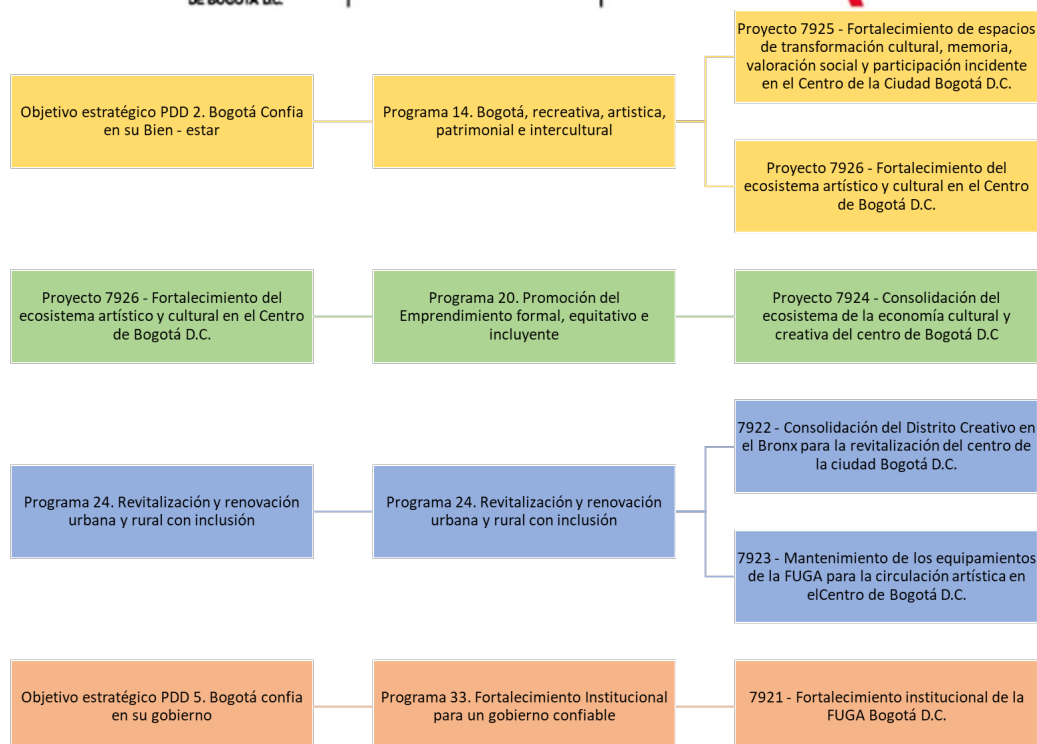 DE BOGOTÁ D.C.
Objetivo estratégico PDD 2. Bogotá Confia
en su Bien - estar
Programa 14. Bogotá, recreativa, artistica,
patrimonial e intercultural
Proyecto 7925 - Fortalecimiento de espacios
de transformación cultural, memoria,
valoración social y participación incidente
en el Centro de la Ciudad Bogotá D.C.
Proyecto 7926 - Fortalecimiento del
ecosistema artístico y cultural en el Centro
de Bogotá D.C.
Proyecto 7926 - Fortalecimiento del
ecosistema artístico y cultural en el Centro
de Bogotá D.C.
Programa 20. Promoción del
Emprendimiento formal, equitativo e
incluyente
Proyecto 7924 - Consolidación del
ecosistema de la economía cultural y
creativa del centro de Bogotá D.C
Programa 24. Revitalización y renovación
urbana y rural con inclusión
Programa 24. Revitalización y renovación
urbana y rural con inclusión
7922 - Consolidación del Distrito Creativo en
el Bronx para la revitalización del centro de
la ciudad Bogotá D.C.
7923 - Mantenimiento de los equipamientos
de la FUGA para la circulación artística en
elCentro de Bogotá D.C.
Objetivo estratégico PDD 5. Bogotá confia
en su gobierno
Programa 33. Fortalecimiento Institucional
para un gobierno confiable
7921 - Fortalecimiento institucional de la
FUGA Bogotá D.C.